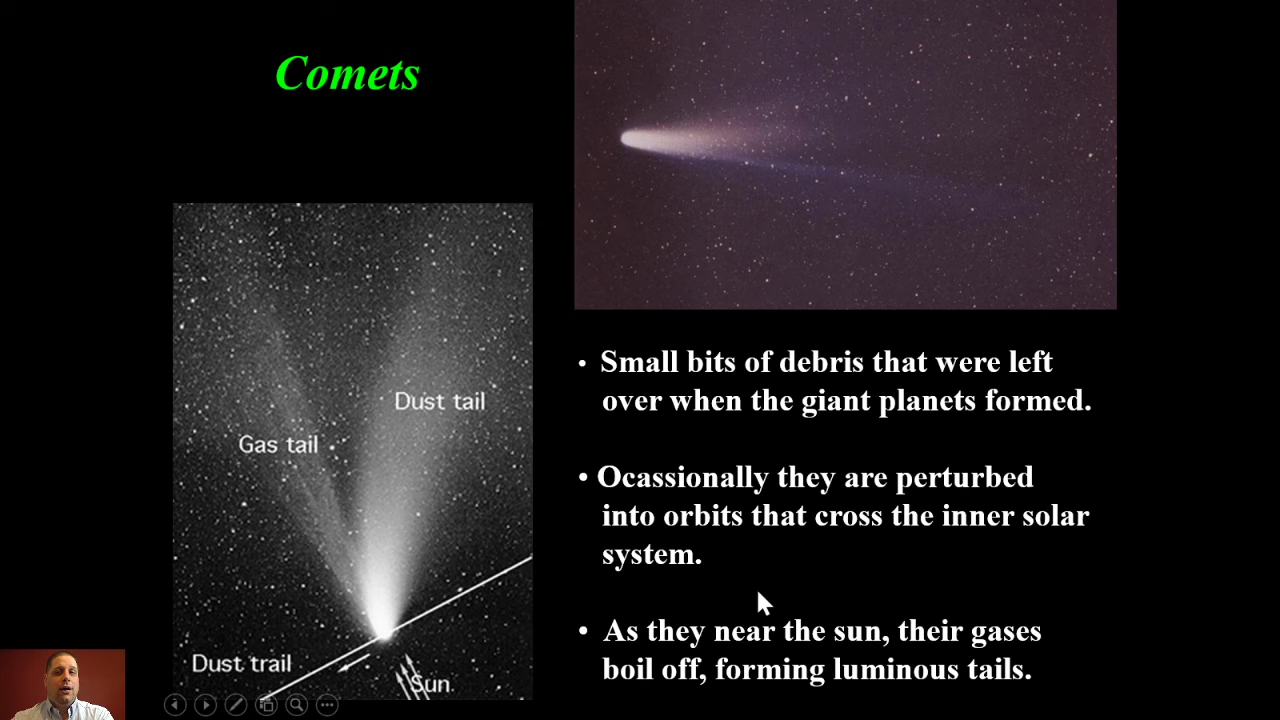 Comets
Dust tail
Gas tail
Dust trail
Sun
• Small bits of debris that were left
over when the giant planets formed.
• Ocassionally they are perturbed
into orbits that cross the inner solar
system.
• As they near the sun, their gases
boil off, forming luminous tails.